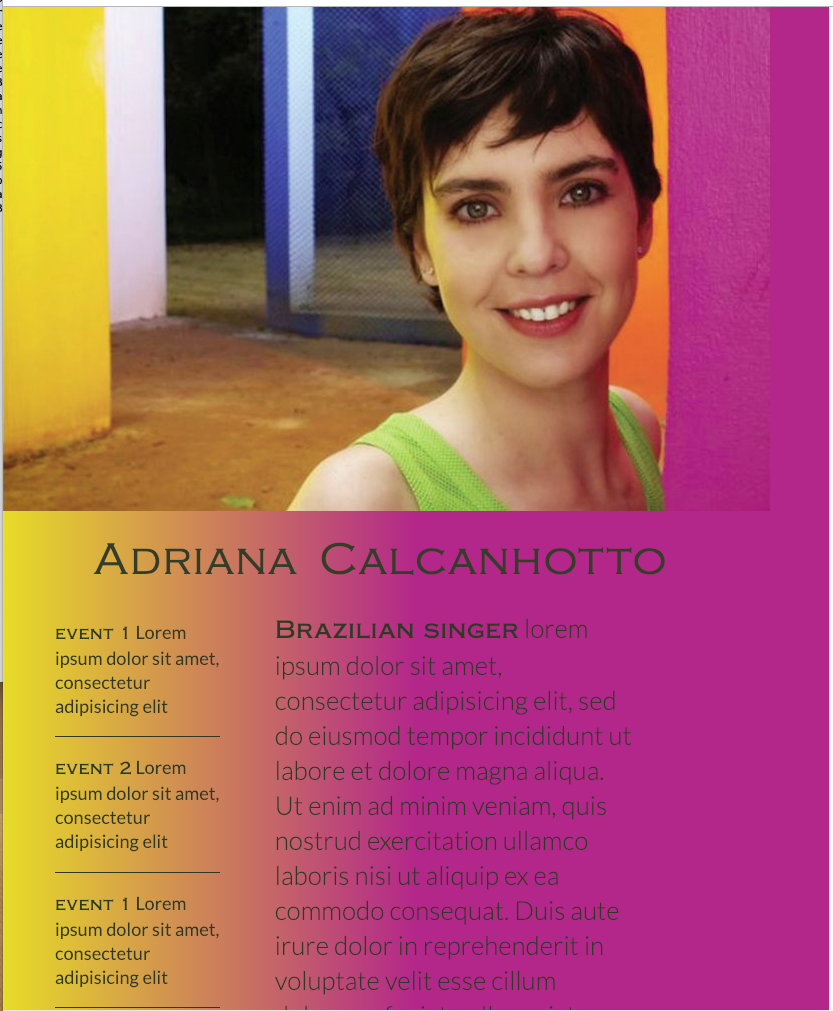 Adriana Calcanhotto
event 1 Lorem
ipsum dolor sit amet,
consectetur
adipisicing elit
event 2 Lorem
ipsum dolor sit amet,
consectetur
adipisicing elit
event 1 Lorem
ipsum dolor sit amet,
consectetur
adipisicing elit
Brazilian singer lorem
ipsum dolor sit amet,
consectetur adipisicing elit, sed
do eiusmod tempor incididunt ut
labore et dolore magna aliqua.
Ut enim ad minim veniam, quis
nostrud exercitation ullamco
laboris nisi ut aliquip ex ea
commodo consequat. Duis aute
irure dolor in reprehenderit in
voluptate velit esse cillum